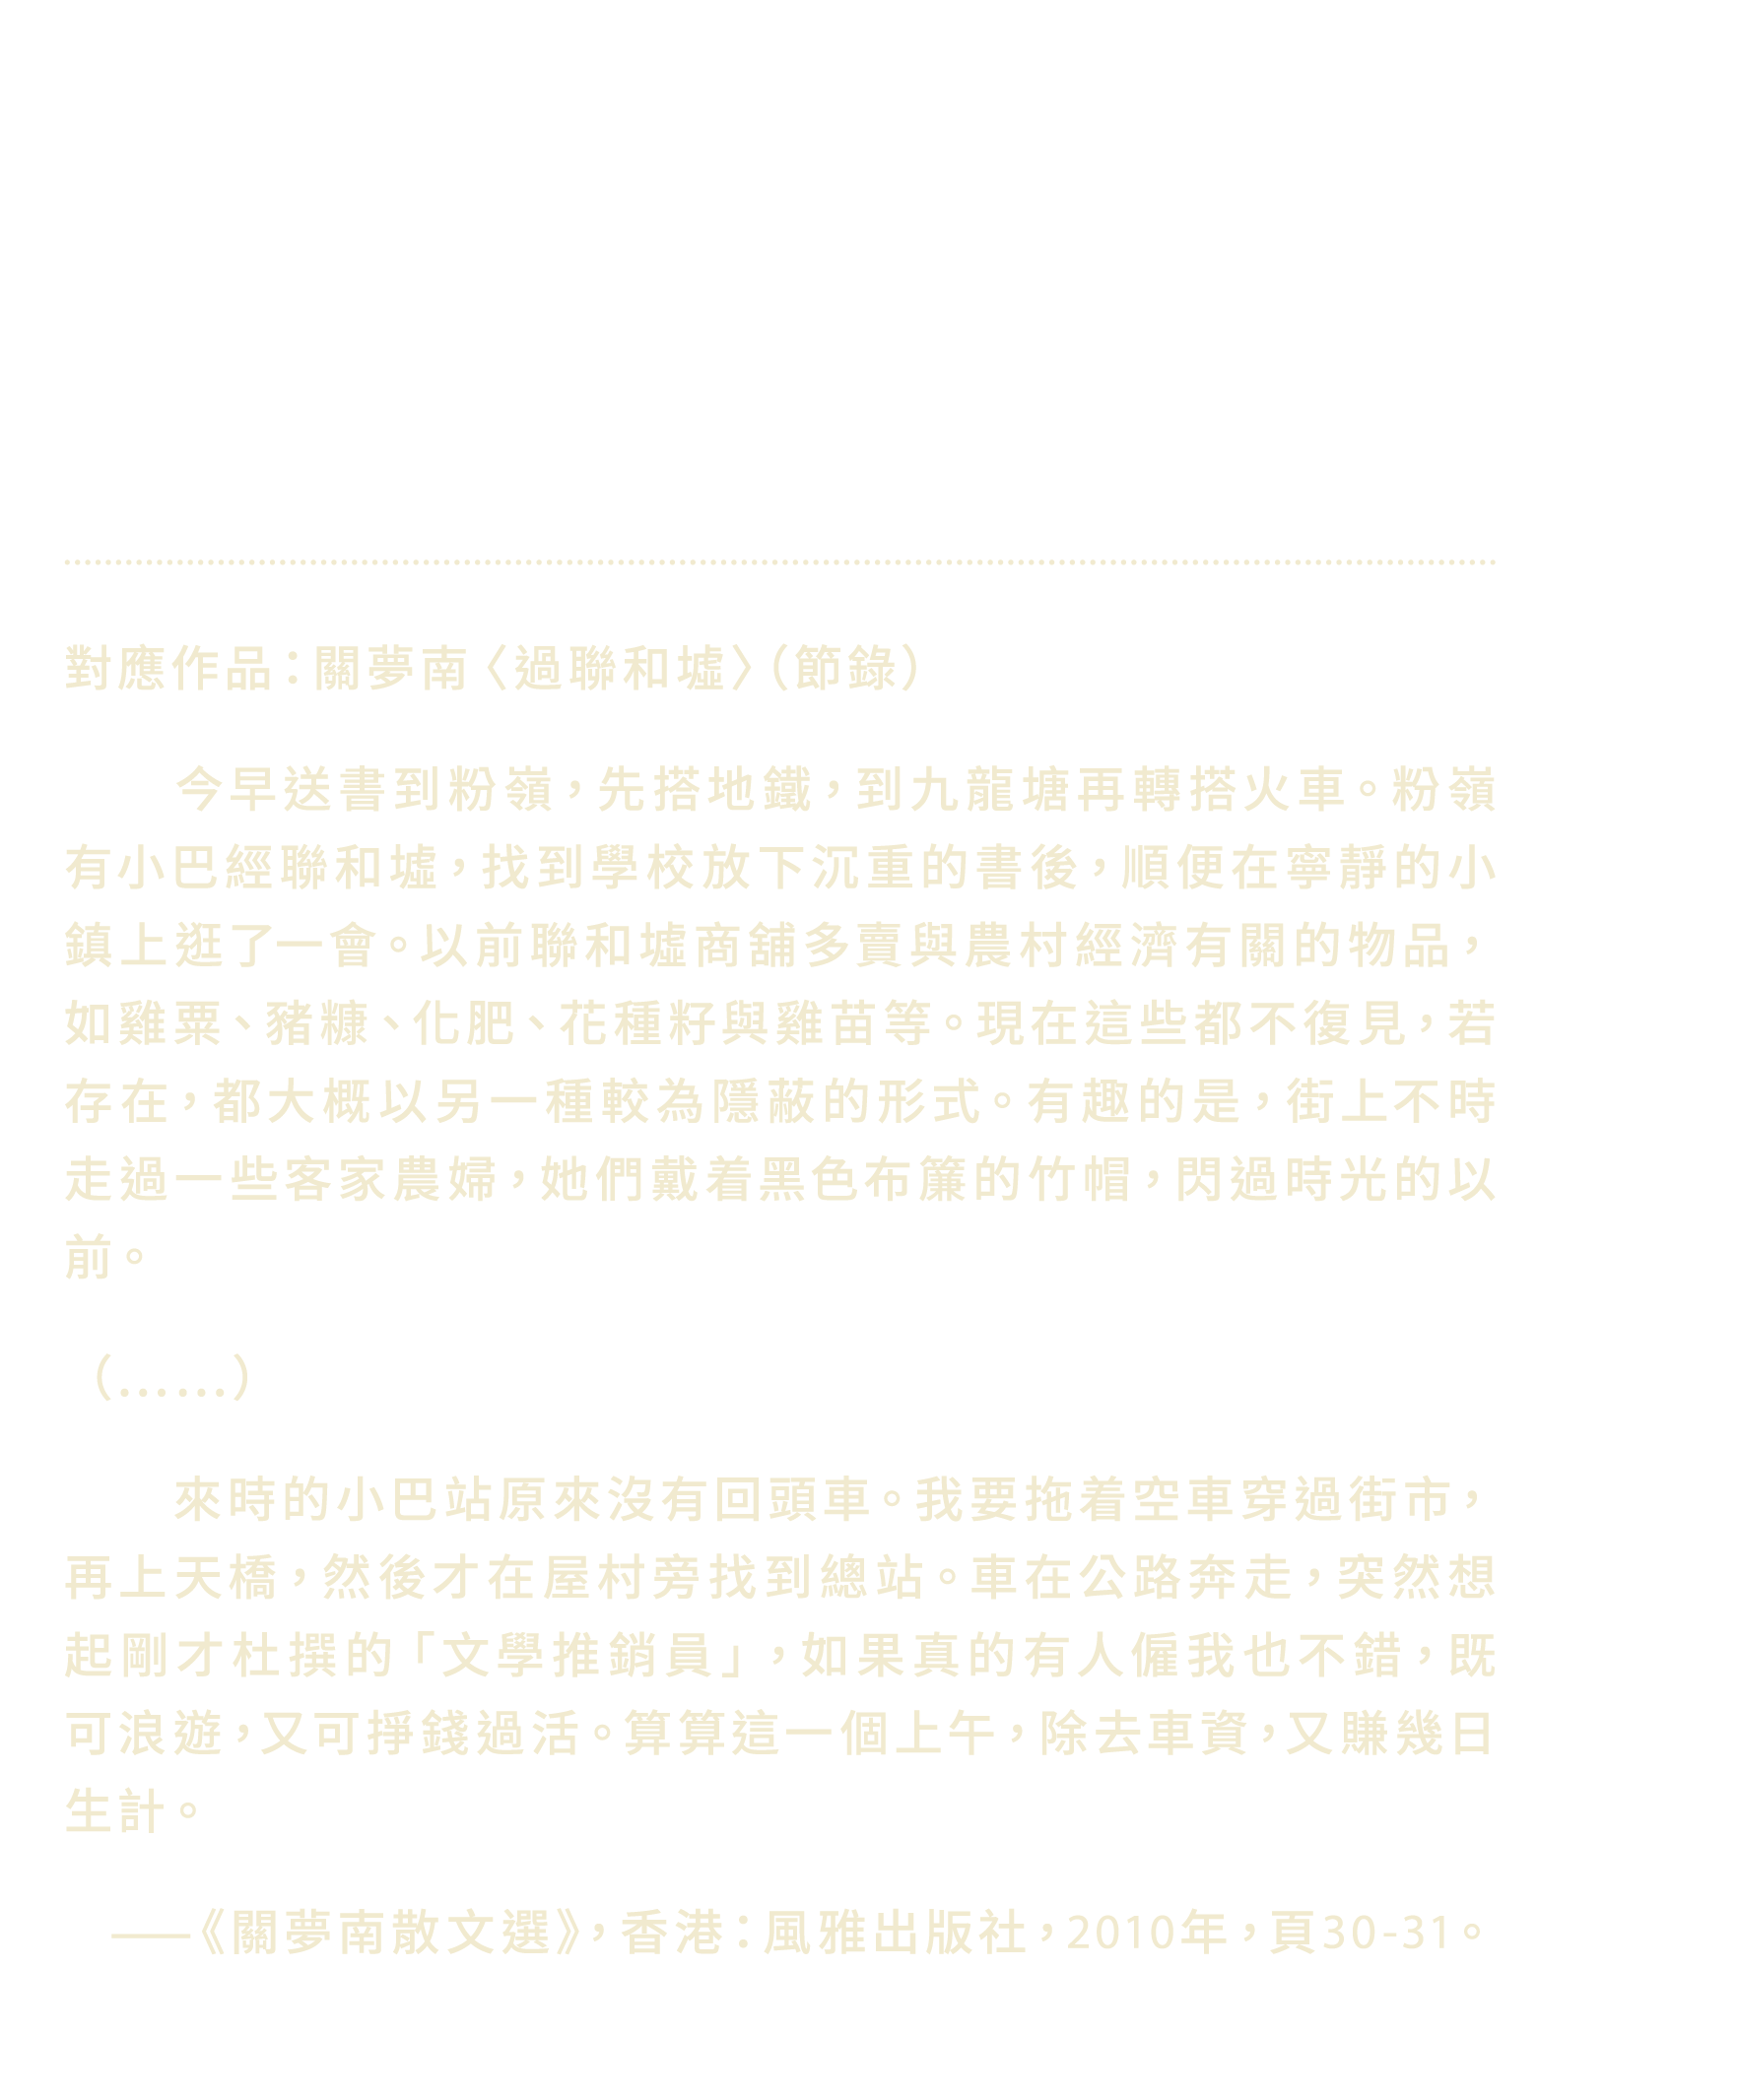 對應作品：關夢南〈過聯和墟〉（節錄）
今早送書到粉嶺，先搭地鐵，到九龍塘再轉搭火車。粉嶺
有小巴經聯和墟，找到學校放下沉重的書後，順便在寧靜的小
鎮上逛了一會。以前聯和墟商舖多賣與農村經濟有關的物品，
如雞粟、豬糠、化肥、花種籽與雞苗等。現在這些都不復見，若
存在，都大概以另一種較為隱蔽的形式。有趣的是，街上不時
走過一些客家農婦，她們戴着黑色布簾的竹帽，閃過時光的以
前。
（……）
來時的小巴站原來沒有回頭車。我要拖着空車穿過街市，
再上天橋，然後才在屋村旁找到總站。車在公路奔走，突然想
起剛才杜撰的「文學推銷員」，如果真的有人僱我也不錯，既
可浪遊，又可掙錢過活。算算這一個上午，除去車資，又賺幾日
生計。
——《關夢南散文選》，香港：風雅出版社，2010年，頁30-31。